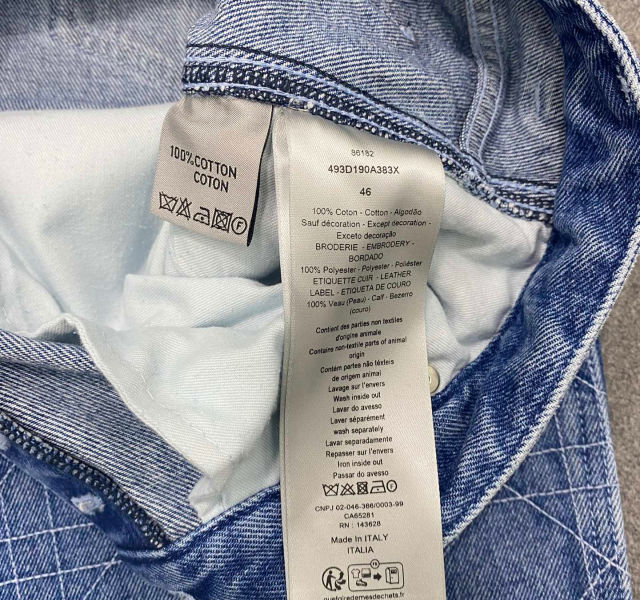 100% COTTON
COTON
86182
493D190A383X
46
100% Coton - Cotton - Algodão
Sauf décoration - Except decoration -
Exceto decoração
BRODERIE - EMBRODERY -
BORDADO
100% Polyester - Polyester - Poliéster
ETIQUETTE CUIR - LEATHER
LABEL - ETIQUETA DE COURO
100% Veau (Peau) - Calf - Bezerro
(couro)
Contient des parties non textiles
d'origine animale
Contains non-textile parts of animal
origin
Contém partes não têxteis
de origem animal
Lavage sur l'envers
Wash inside out
Lavar do avesso
Laver séparément
wash separately
Lavar separadamente
Repasser sur l'envers
Iron inside out
Passar do avesso
CNPJ 02-046-386/0003-99
CA65281
RN : 143628
Made In ITALY
ITALIA
quefairedemesdechets.fr